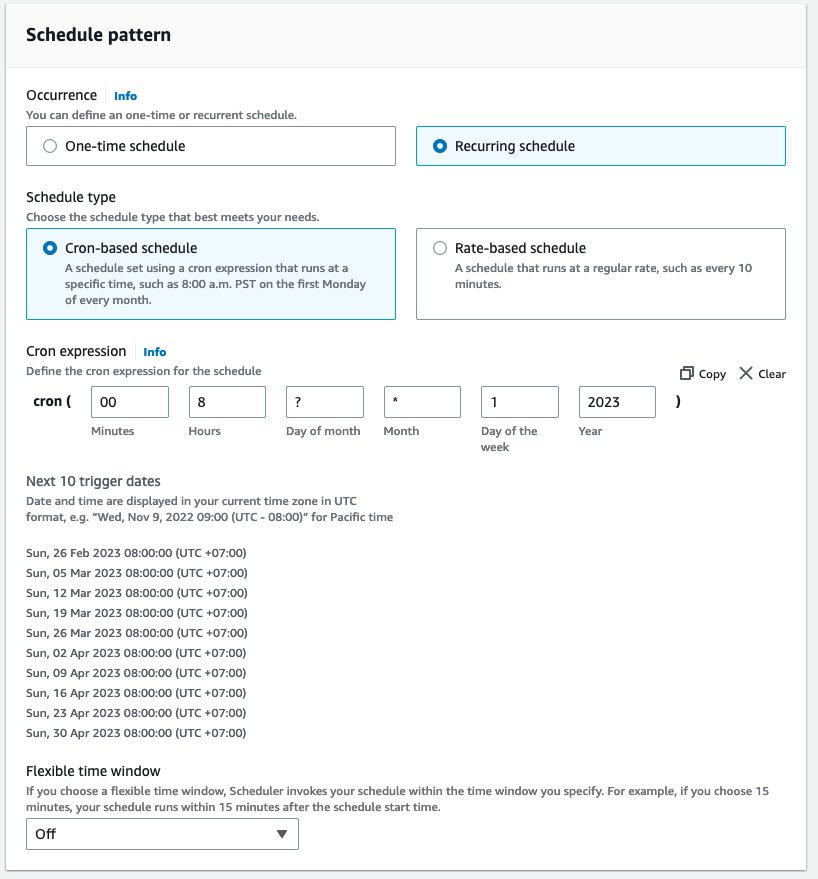 Schedule pattern
Occurrence Info
You can define an one-time or recurrent schedule.
One-time schedule
Recurring schedule
Schedule type
Choose the schedule type that best meets your needs.
Cron-based schedule
A schedule set using a cron expression that runs at a
specific time, such as 8:00 a.m. PST on the first Monday
of every month.
Rate-based schedule
A schedule that runs at a regular rate, such as every 10
minutes.
Cron expression Info
Define the cron expression for the schedule
Copy Clear
cron ( 00 8 ? * 1 2023 )
Minutes Hours Day of month Month Day of the Year
week
Next 10 trigger dates
Date and time are displayed in your current time zone in UTC
format, e.g. "Wed, Nov 9, 2022 09:00 (UTC - 08:00)" for Pacific time
Sun, 26 Feb 2023 08:00:00 (UTC +07:00)
Sun, 05 Mar 2023 08:00:00 (UTC +07:00)
Sun, 12 Mar 2023 08:00:00 (UTC +07:00)
Sun, 19 Mar 2023 08:00:00 (UTC +07:00)
Sun, 26 Mar 2023 08:00:00 (UTC +07:00)
Sun, 02 Apr 2023 08:00:00 (UTC +07:00)
Sun, 09 Apr 2023 08:00:00 (UTC +07:00)
Sun, 16 Apr 2023 08:00:00 (UTC +07:00)
Sun, 23 Apr 2023 08:00:00 (UTC +07:00)
Sun, 30 Apr 2023 08:00:00 (UTC +07:00)
Flexible time window
If you choose a flexible time window, Scheduler invokes your schedule within the time window you specify. For example, if you choose 15
minutes, your schedule runs within 15 minutes after the schedule start time.
Off